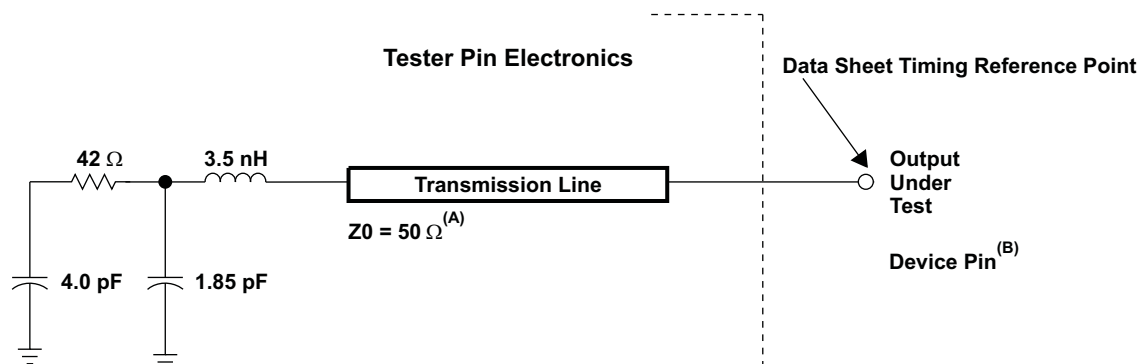 Tester Pin Electronics
Data Sheet Timing Reference Point
42 Ω
3.5 nH
Transmission Line
Output
Under
Test
Z0 = 50 Ω(A)
Device Pin(B)
4.0 pF
1.85 pF